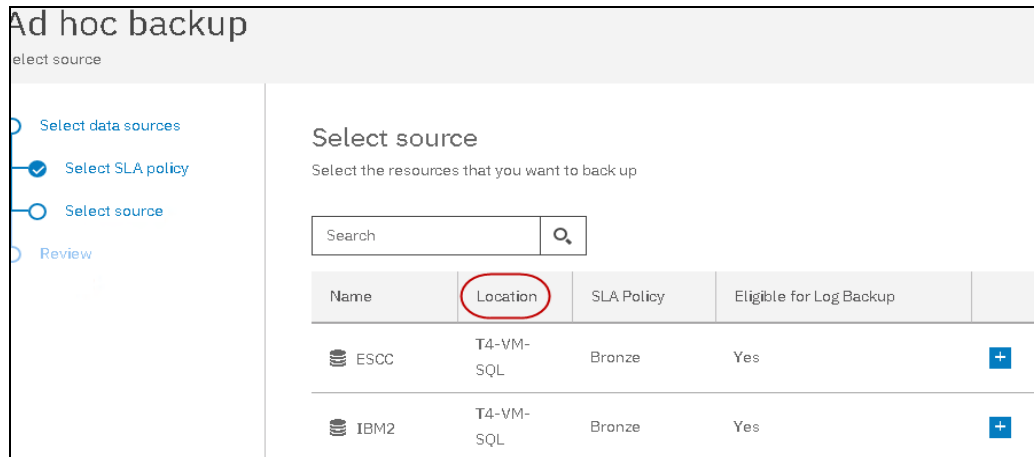 Ad hoc backup
elect source
Select data sources
Select SLA policy
Select source
Review
Select source
Select the resources that you want to back up
Search
Name Location SLA Policy Eligible for Log Backup
ESCC T4-VM-SQL Bronze Yes
IBM2 T4-VM-SQL Bronze Yes